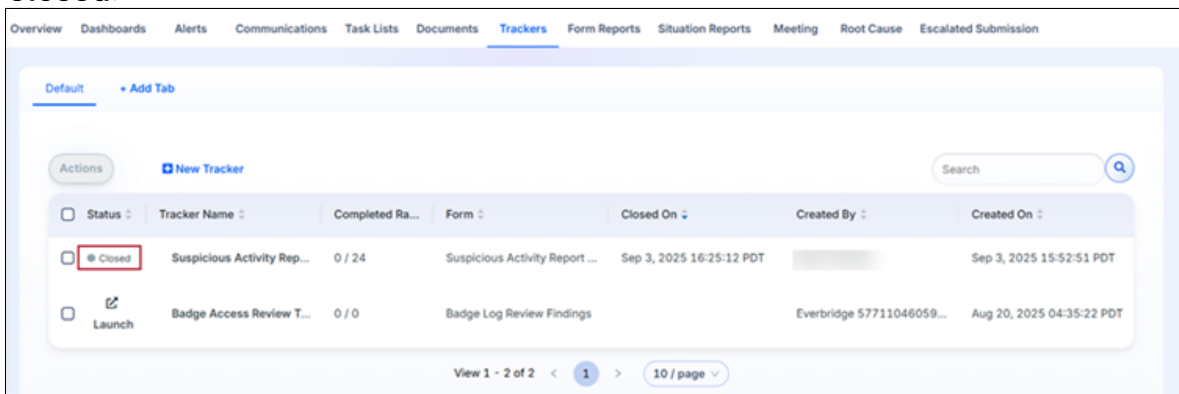 Overview Dashboards Alerts Communications Task Lists Documents Trackers Form Reports Situation Reports Meeting Root Cause Escalated Submission
Default + Add Tab
Actions New Tracker Search
Status Tracker Name Completed Ra... Form Closed On Created By Created On
Closed Suspicious Activity Rep... 0 / 24 Suspicious Activity Report ... Sep 3, 2025 16:25:12 PDT Sep 3, 2025 15:52:51 PDT
Launch Badge Access Review T... 0 / 0 Badge Log Review Findings Everbridge 57711046059... Aug 20, 2025 04:35:22 PDT
View 1 - 2 of 2 < 1 > 10 / page